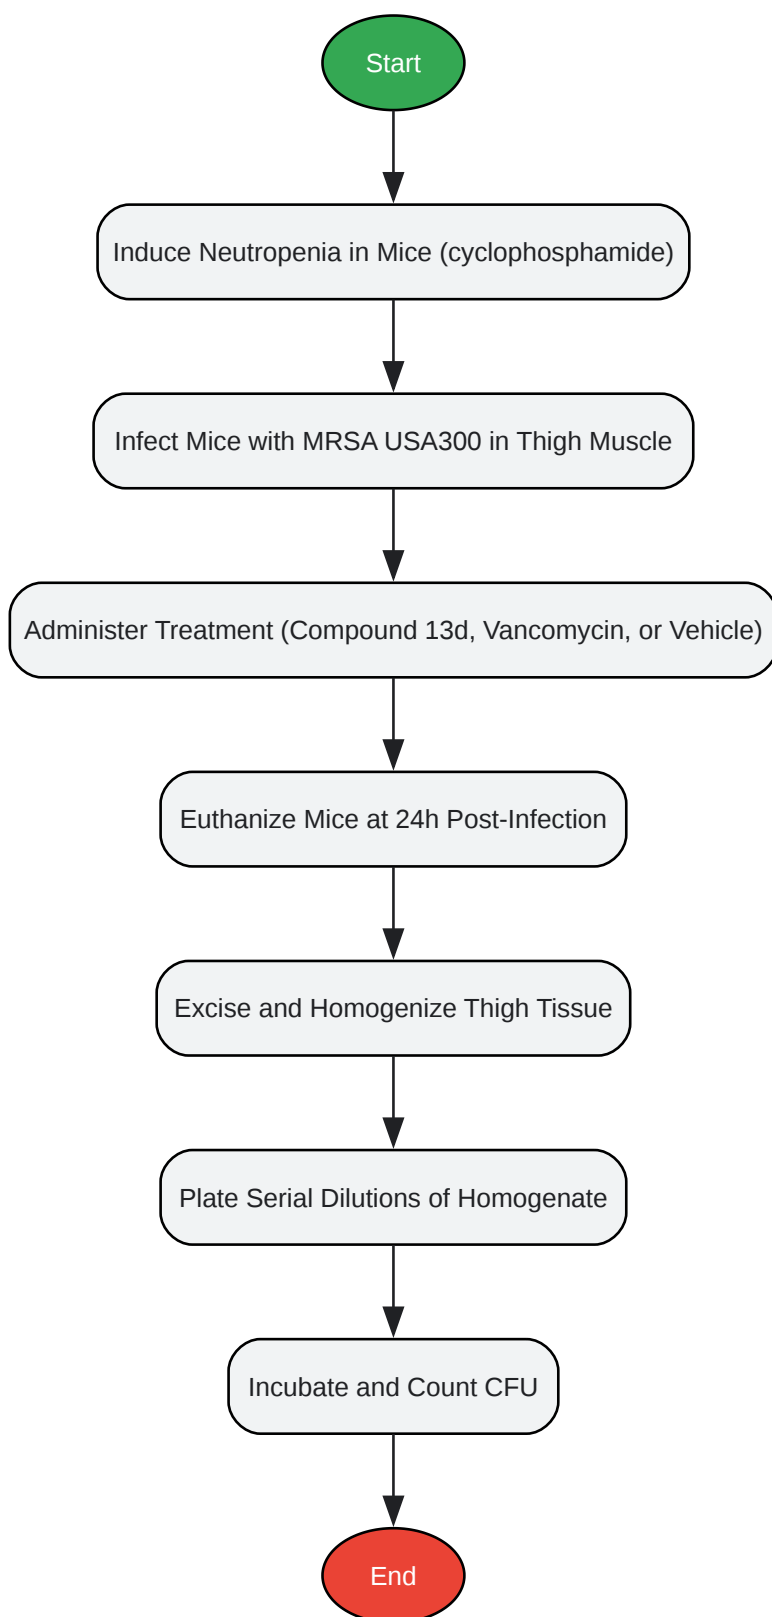 Start
Induce Neutropenia in Mice (cyclophosphamide)
Infect Mice with MRSA USA300 in Thigh Muscle
Administer Treatment (Compound 13d, Vancomycin, or Vehicle)
Euthanize Mice at 24h Post-Infection
Excise and Homogenize Thigh Tissue
Plate Serial Dilutions of Homogenate
Incubate and Count CFU
End